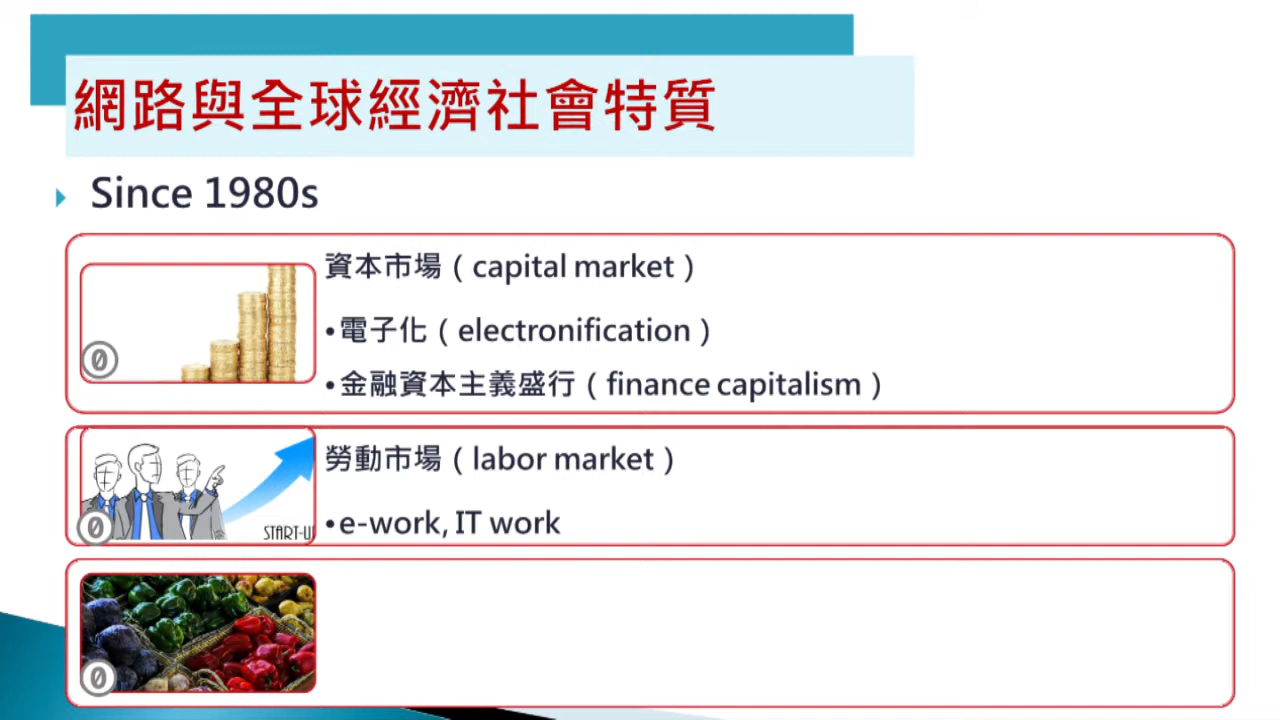 網路與全球經濟社會特質
Since 1980s
資本市場（capital market）
•電子化（electronification）
•金融資本主義盛行（finance capitalism）
勞動市場（labor market）
START-U
•e-work, IT work